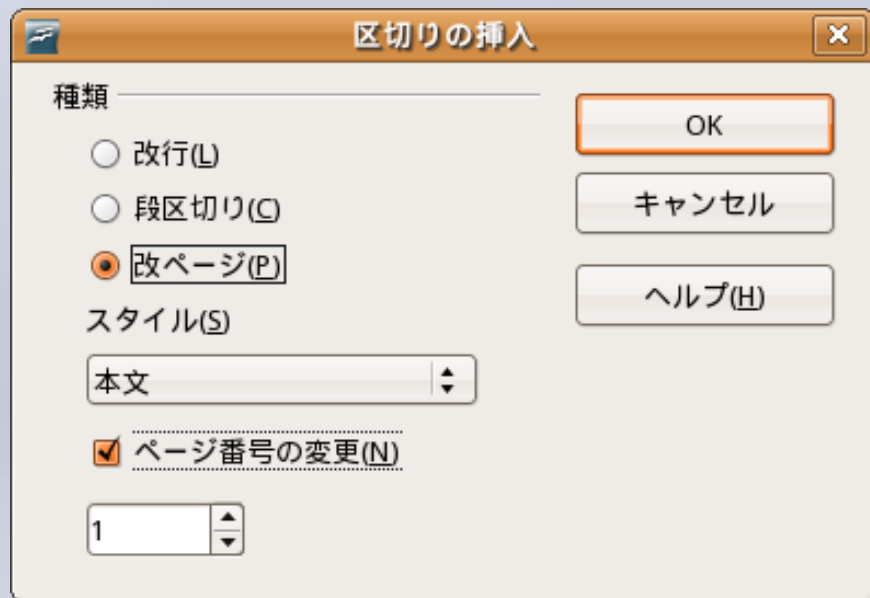 区切りの挿入
種類
改行(L)
段区切り(C)
改ページ(P)
スタイル(S)
本文
ページ番号の変更(N)
1
OK
キャンセル
ヘルプ(H)